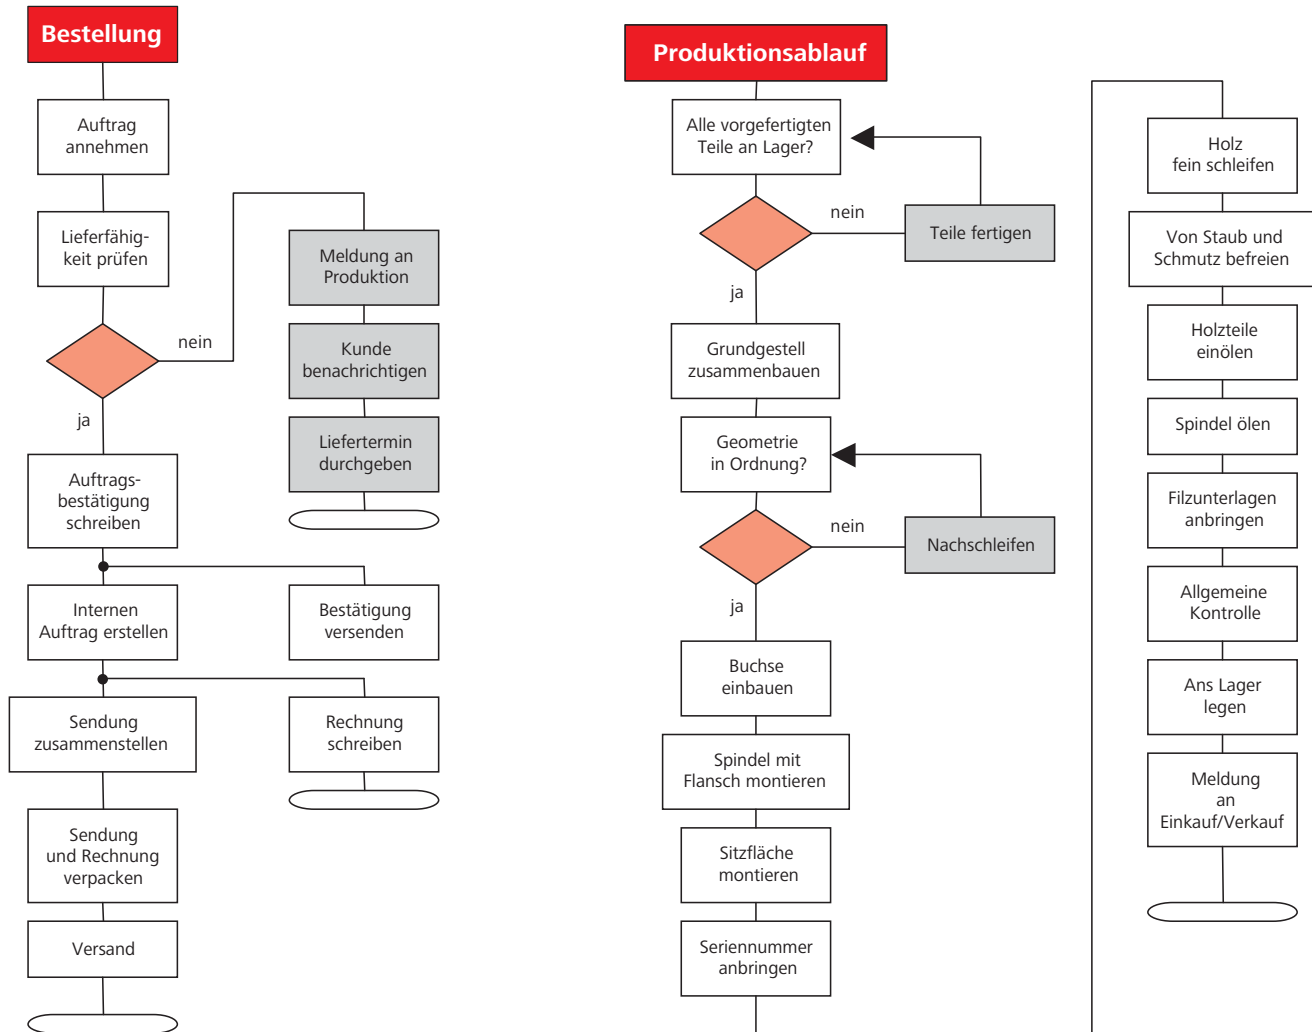 Bestellung
Auftrag
annehmen
Lieferfähig-
keit prüfen
nein
ja
Meldung an
Produktion
Kunde
benachrichtigen
Liefertermin
durchgeben
Auftrags-
bestätigung
schreiben
Internen
Auftrag erstellen
Bestätigung
versenden
Sendung
zusammenstellen
Rechnung
schreiben
Sendung
und Rechnung
verpacken
Versand
Produktionsablauf
Alle vorgefertigten
Teile an Lager?
nein
Teile fertigen
ja
Grundgestell
zusammenbauen
Geometrie
in Ordnung?
nein
Nachschleifen
ja
Buchse
einbauen
Spindel mit
Flansch montieren
Sitzfläche
montieren
Seriennummer
anbringen
Holz
fein schleifen
Von Staub und
Schmutz befreien
Holzteile
einölen
Spindel ölen
Filzunterlagen
anbringen
Allgemeine
Kontrolle
Ans Lager
legen
Meldung
an
Einkauf/Verkauf